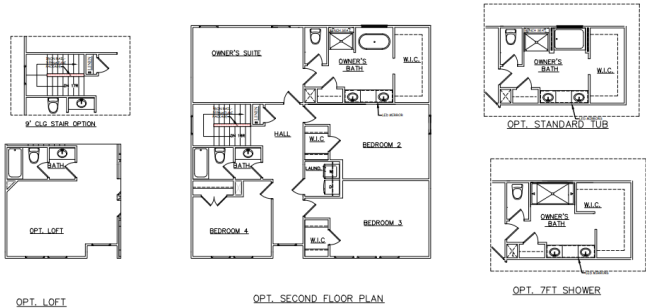 9' CLG STAIR OPTION
BATH
OPT. LOFT
OPT. LOFT
OWNER'S SUITE
OWNER'S
BATH
W.I.C.
LINEN
HALL
W.I.C.
BEDROOM 2
BATH
LAUND.
BEDROOM 4
BEDROOM 3
W.I.C.
OPT. SECOND FLOOR PLAN
OWNER'S
BATH
W.I.C.
OPT. STANDARD TUB
W.I.C.
OWNER'S
BATH
OPT. 7FT SHOWER